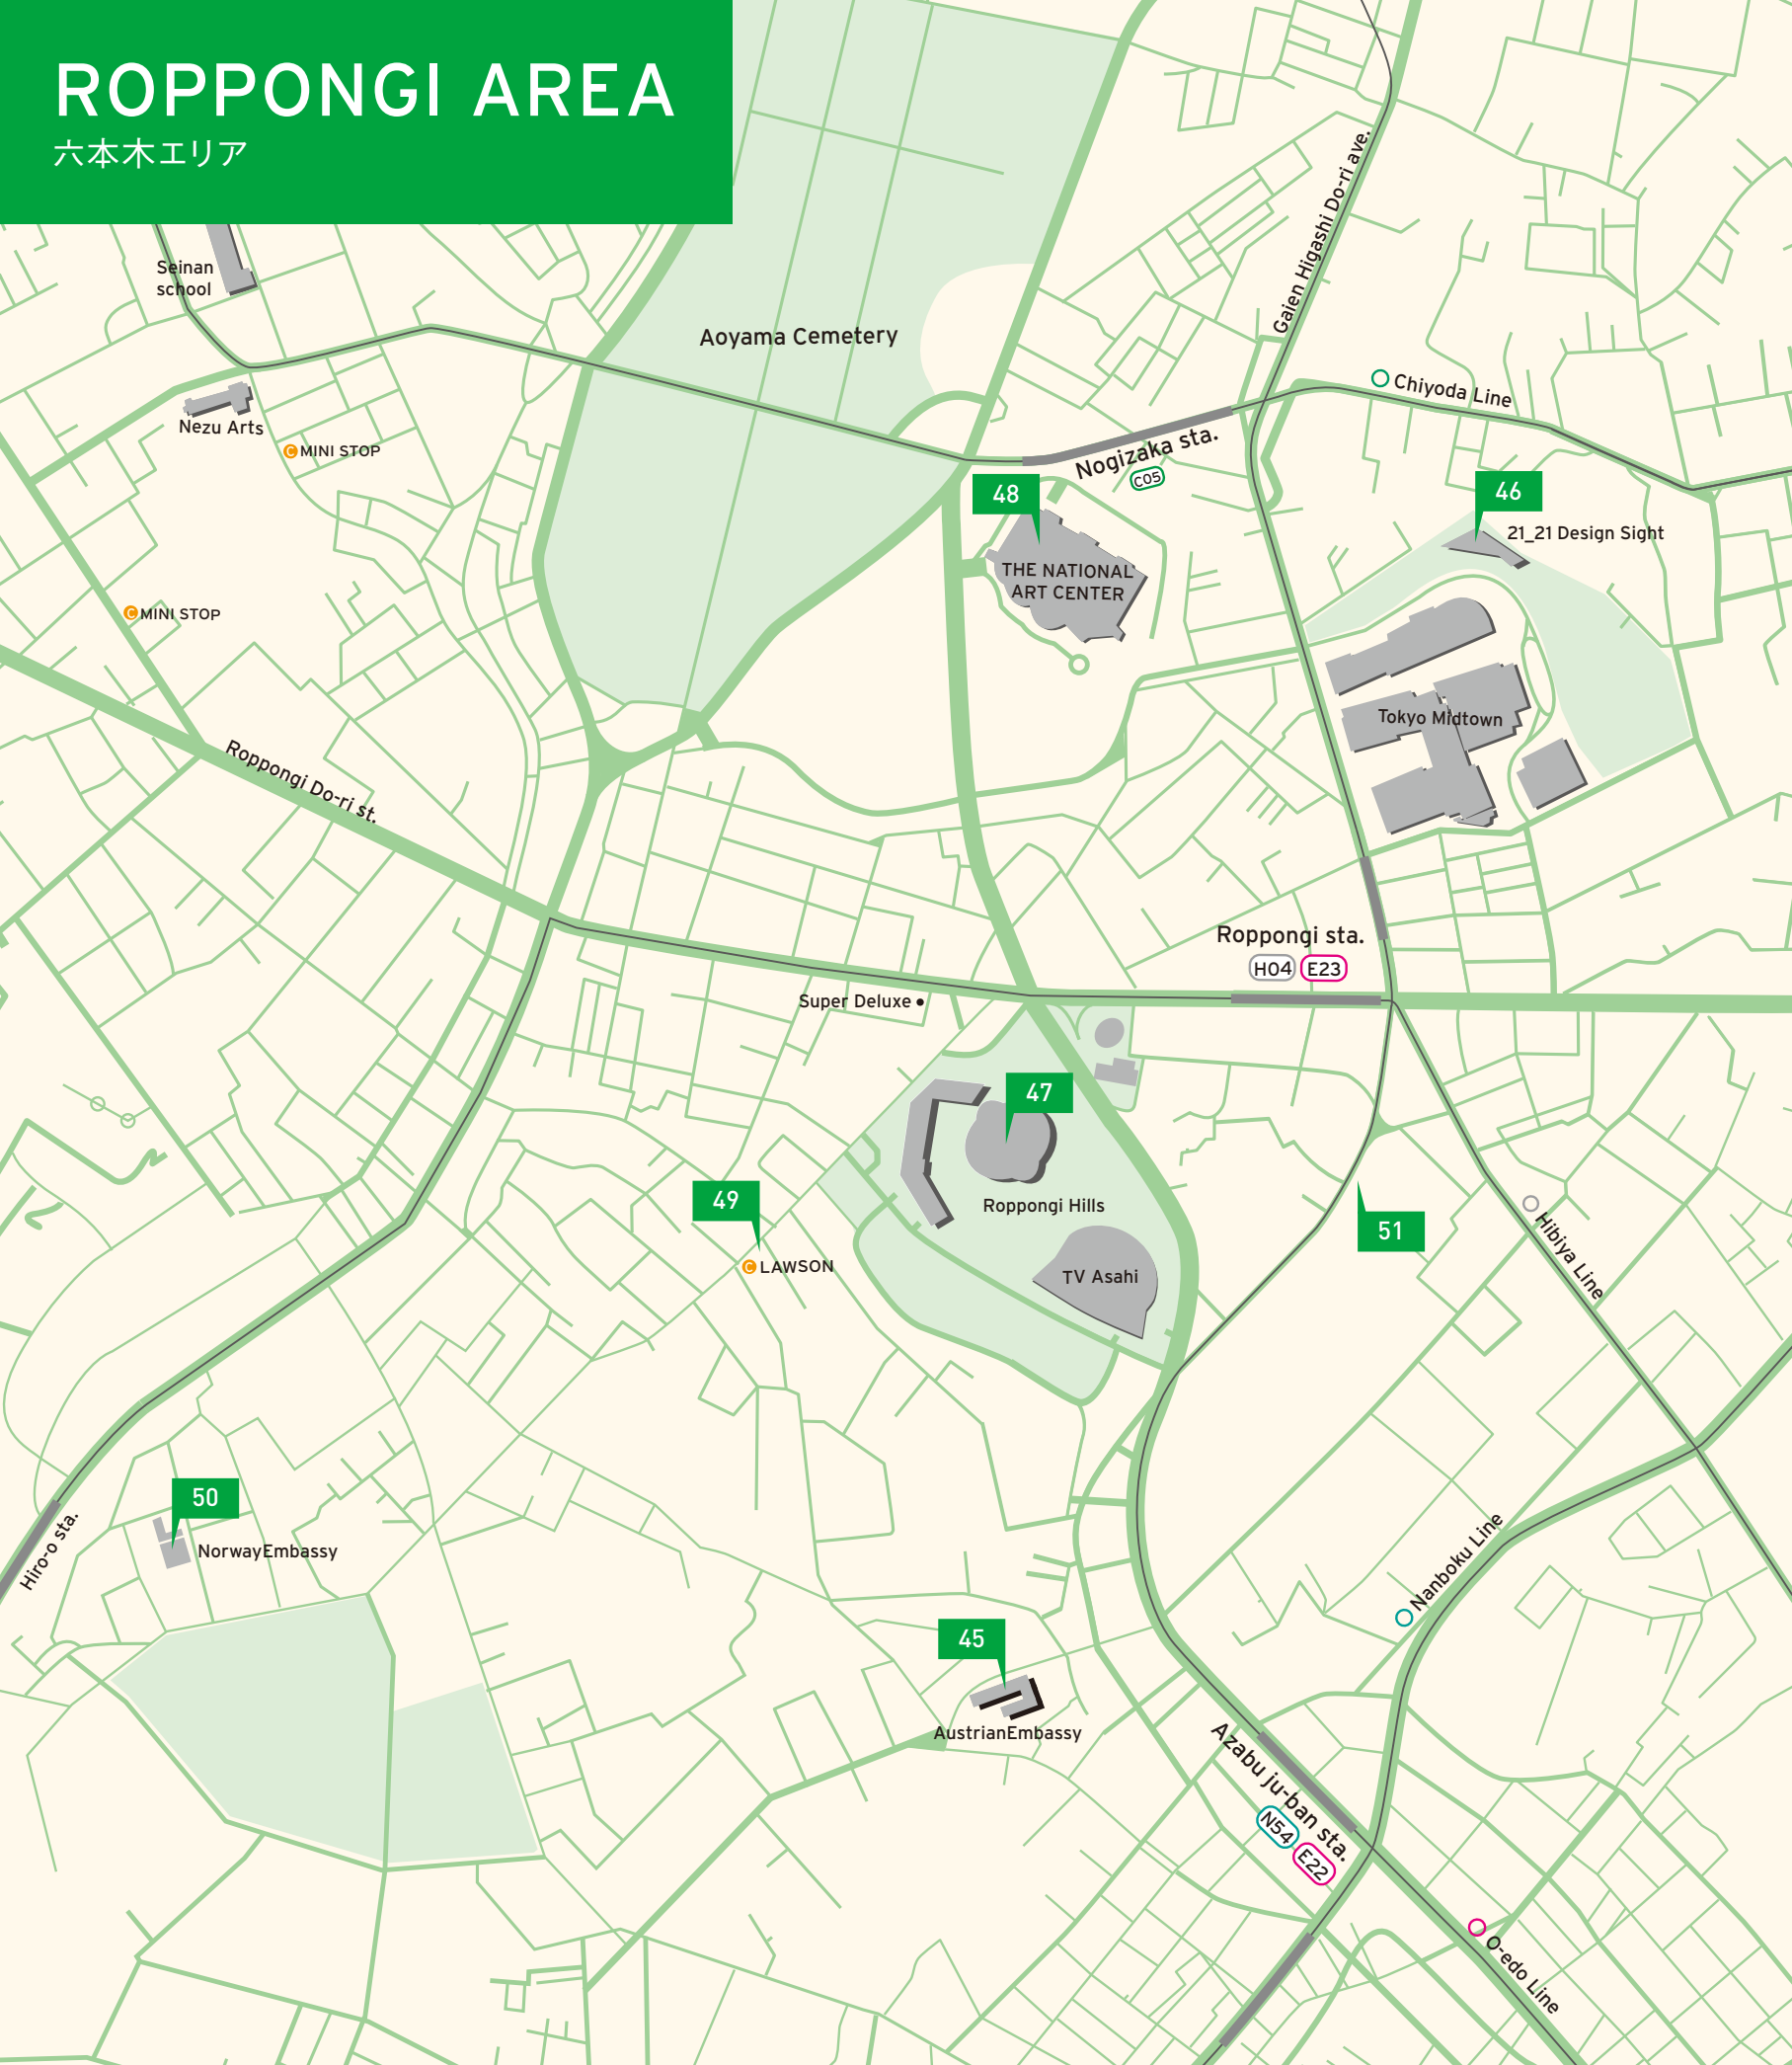 ROPPONGI AREA
六本木エリア
Seinan
school
Aoyama Cemetery
Gaien Higashi Do-ri ave.
Chiyoda Line
Nezu Arts
C MINI STOP
Nogizaka sta.
C05
48
46
21_21 Design Sight
THE NATIONAL
ART CENTER
C MINI STOP
Tokyo Midtown
Roppongi Do-ri st.
Roppongi sta.
H04 E23
Super Deluxe
47
Roppongi Hills
49
51
C LAWSON
TV Asahi
Hibiya Line
50
NorwayEmbassy
Hiro-o sta.
Nanboku Line
45
AustrianEmbassy
Azabu ju-ban sta.
N54
E22
O-edo Line